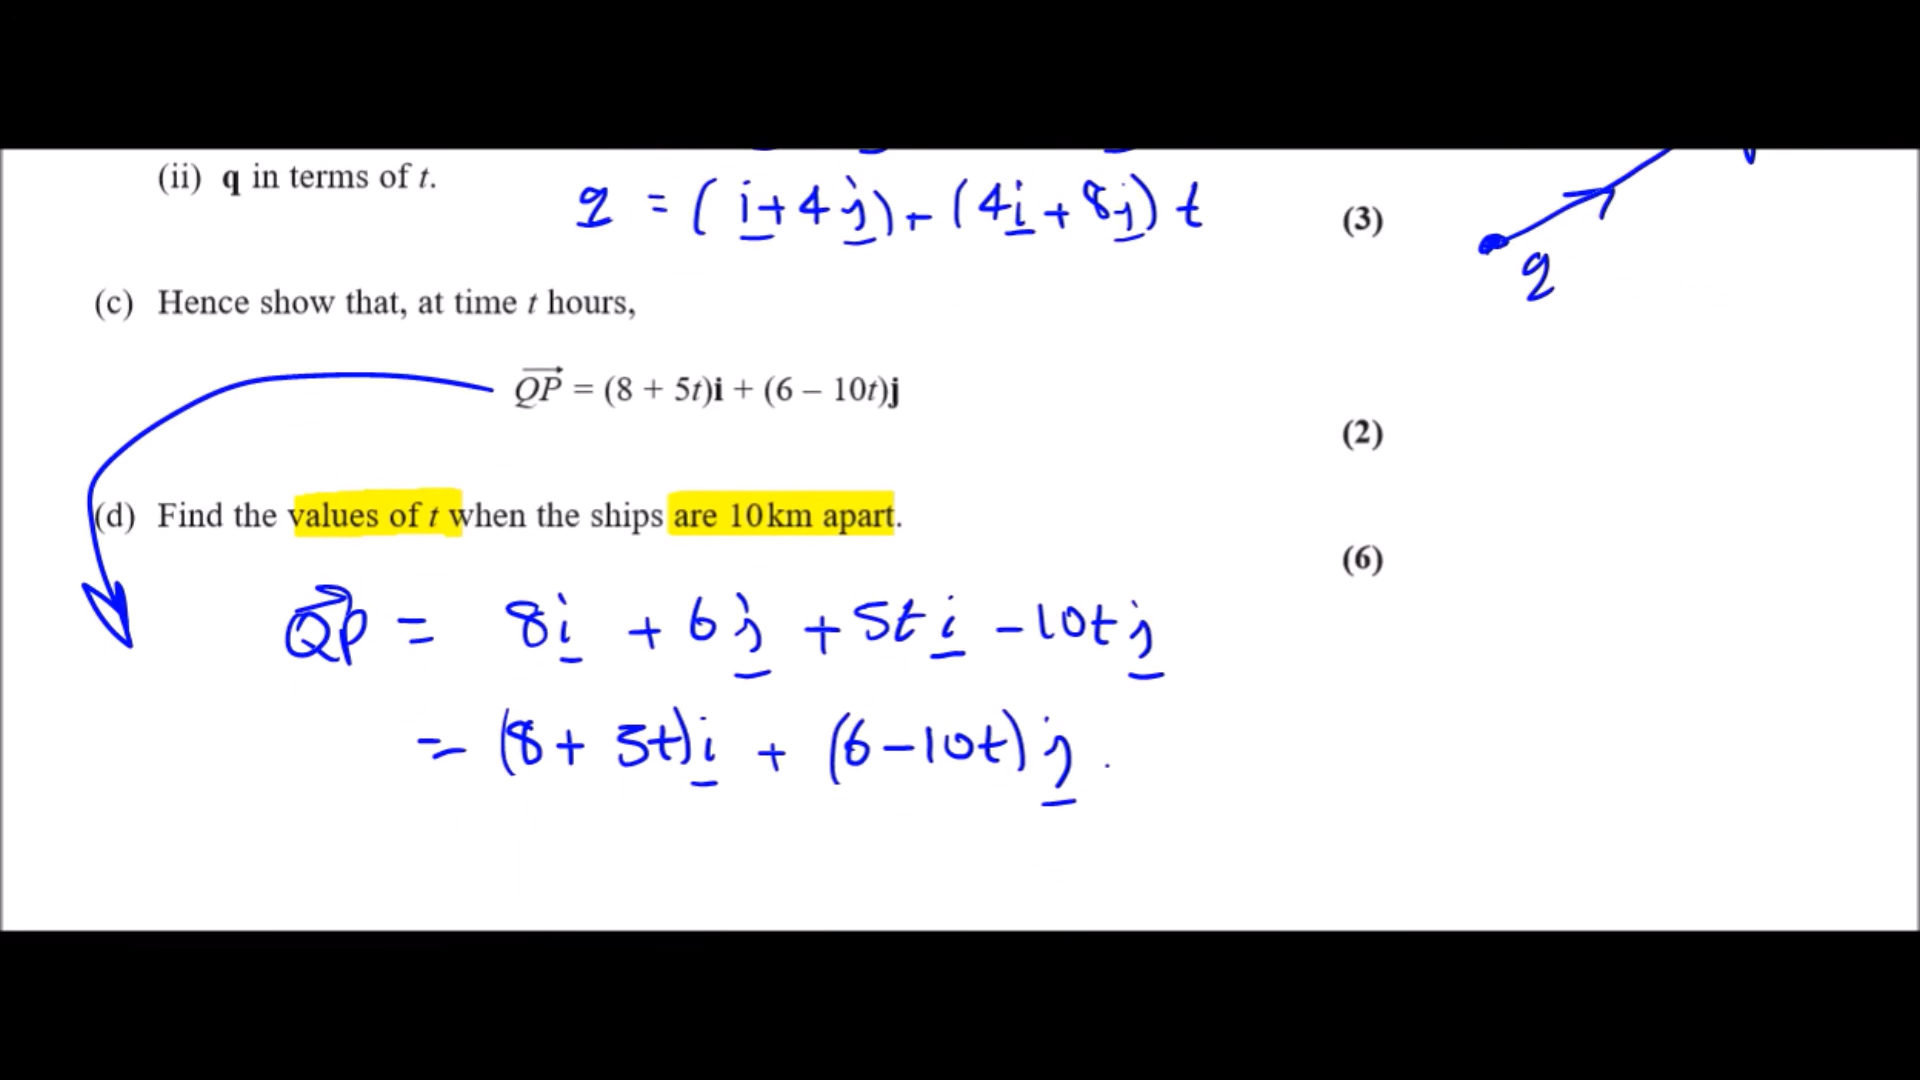 (ii) q in terms of t.
q = (i+4j)+(4i+8j)t
(3)
q
(c) Hence show that, at time t hours,
QP = (8 + 5t)i + (6 – 10t)j
(2)
(d) Find the values of t when the ships are 10km apart.
(6)
QP = 8i + 6j + 5ti - 10tj
= (8+ 5t)i + (6-10t)j.